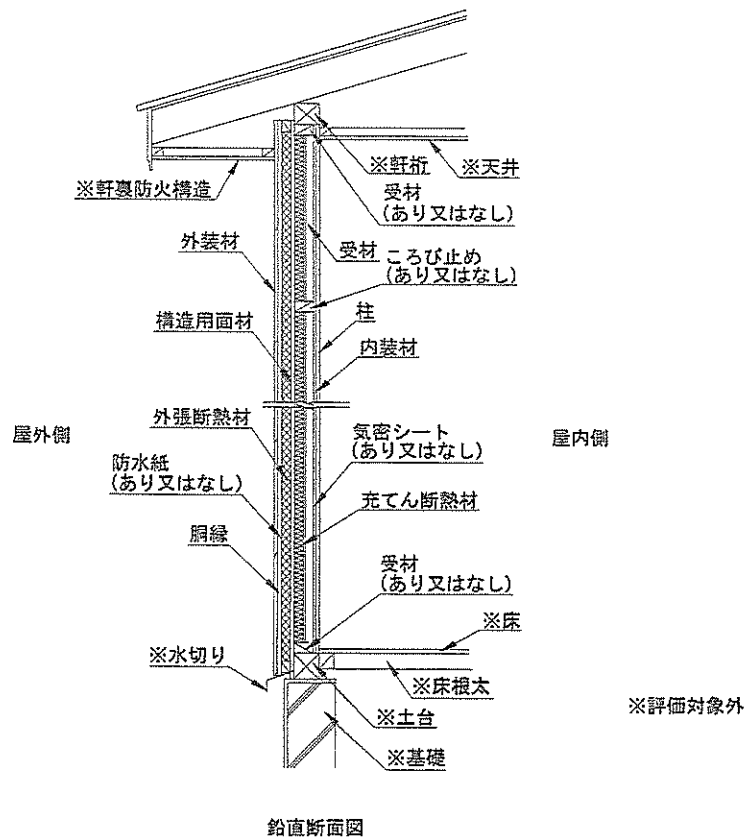 ※軒桁
※天井
※軒裏防火構造
受材
(あり又はなし)
外装材
受材
ころび止め
(あり又はなし)
構造用面材
柱
内装材
外張断熱材
屋外側
気密シート
(あり又はなし)
屋内側
防水紙
(あり又はなし)
充てん断熱材
胴縁
受材
(あり又はなし)
※床
※水切り
※床根太
※土台
※評価対象外
※基礎
鉛直断面図